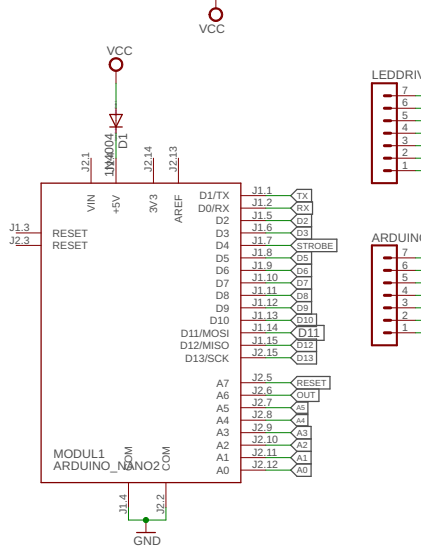 VCC
VCC
LEDDRIV
7
6
5
4
3
2
1
1N4004
D1
J2.1
J2.14
J2.13
VIN
+5V
3V3
AREF
J1.3 RESET
J2.3 RESET
D1/TX J1.1 TX
D0/RX J1.2 RX
D2 J1.5 D2
D3 J1.6 D3
D4 J1.7 STROBE
D5 J1.8 D5
D6 J1.9 D6
D7 J1.10 D7
D8 J1.11 D8
D9 J1.12 D9
D10 J1.13 D10
D11/MOSI J1.14 D11
D12/MISO J1.15 D12
D13/SCK J2.15 D13
ARDUINO
7
6
5
4
3
2
1
A7 J2.5 RESET
A6 J2.6 OUT
A5 J2.7 A5
A4 J2.8 A4
A3 J2.9 A3
A2 J2.10 A2
A1 J2.11 A1
A0 J2.12 A0
MODUL1
ARDUINO_NANO2
COM
COM
J1.4
J2.2
GND